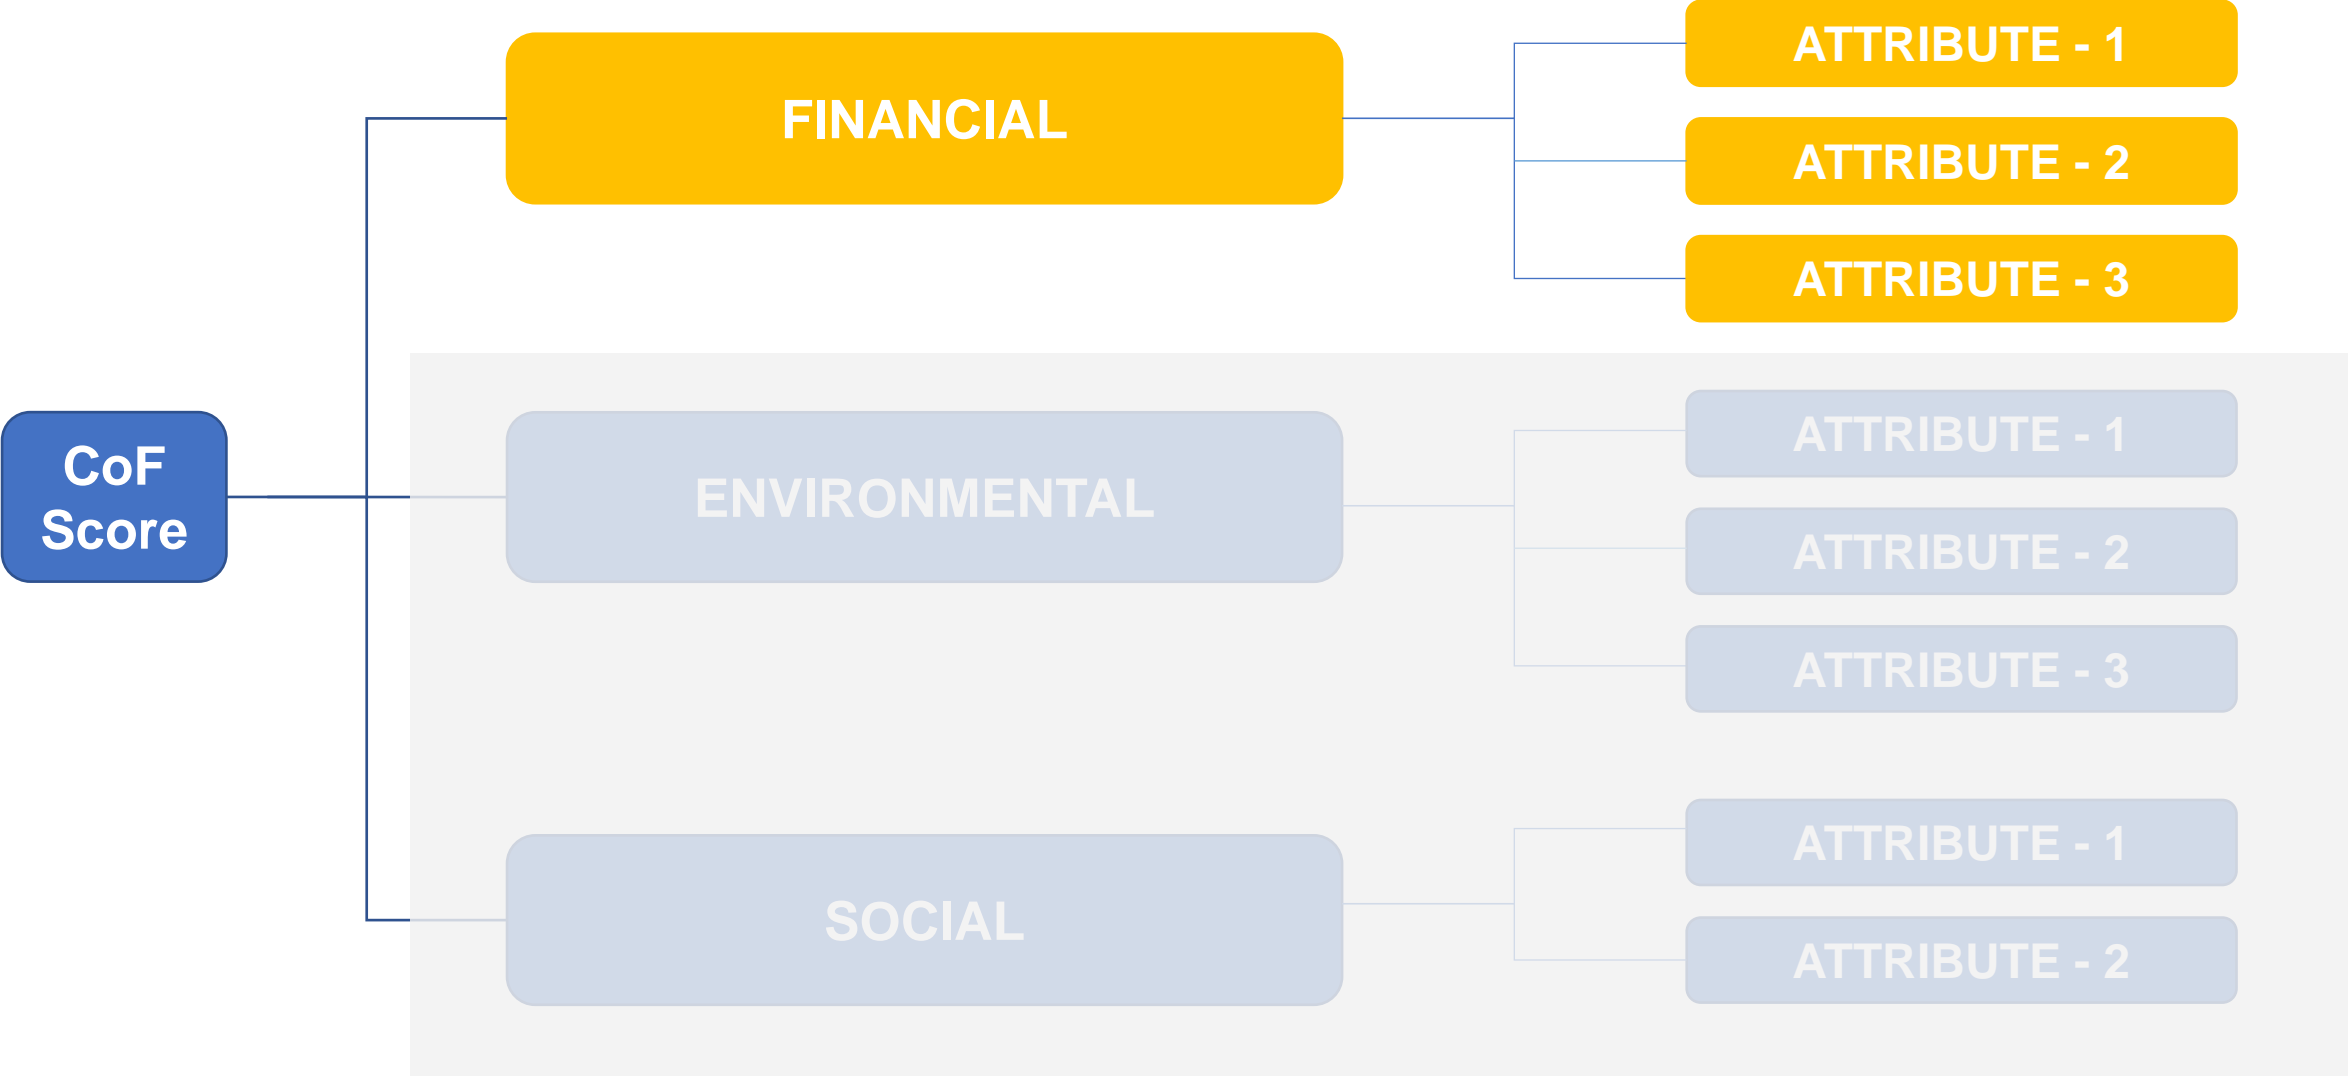 CoF
Score
FINANCIAL
ATTRIBUTE - 1
ATTRIBUTE - 2
ATTRIBUTE - 3
ENVIRONMENTAL
ATTRIBUTE - 1
ATTRIBUTE - 2
ATTRIBUTE - 3
SOCIAL
ATTRIBUTE - 1
ATTRIBUTE - 2